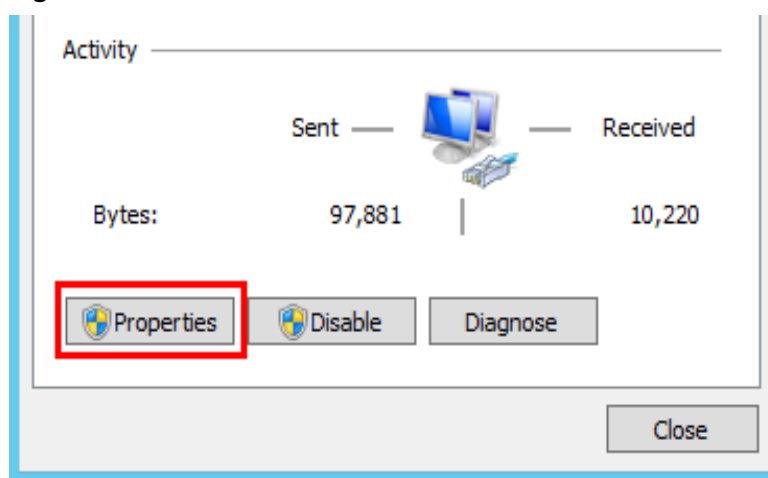 Activity
Sent Received
Bytes: 97,881 10,220
Properties Disable Diagnose
Close